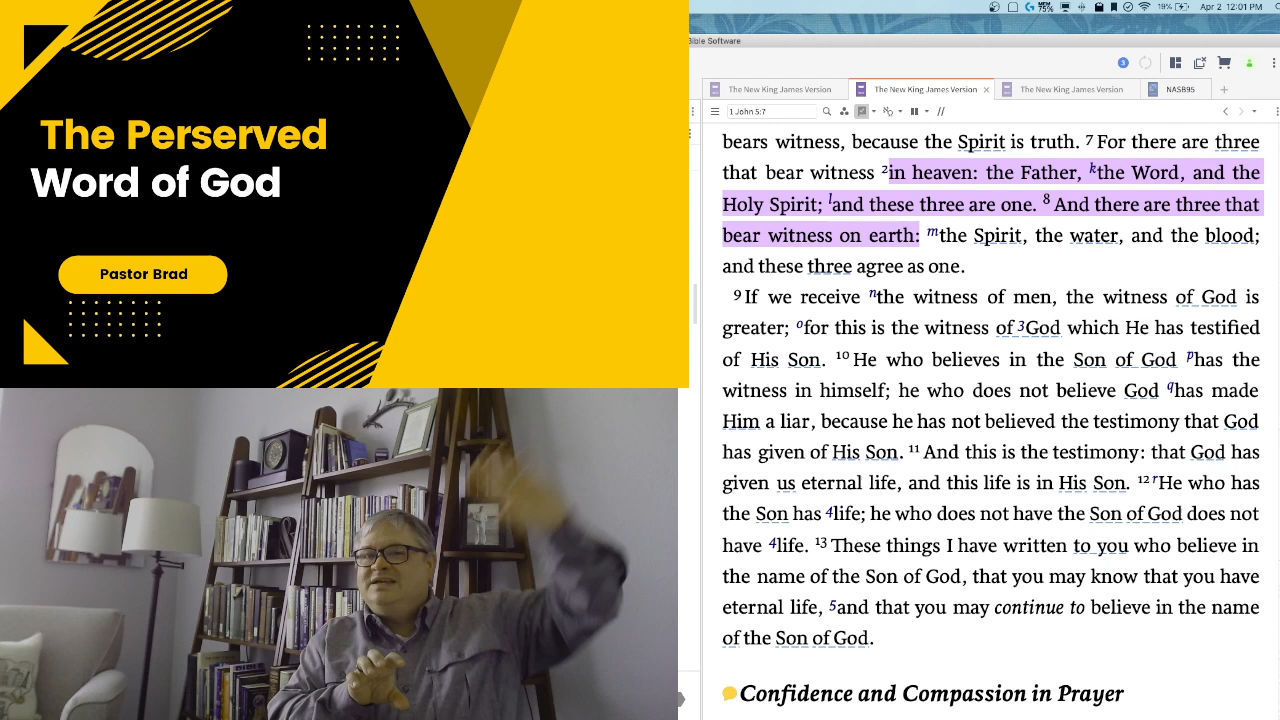 The Perserved
Word of God
Pastor Brad
19%
Apr 2 12:01 PM
Bible Software
3
The New King James Version
The New King James Version
The New King James Version
NASB95
1 John 5:7
bears witness, because the Spirit is truth. 7 For there are three
that bear witness 2in heaven: the Father, kthe Word, and the
Holy Spirit; land these three are one. 8 And there are three that
bear witness on earth: mthe Spirit, the water, and the blood;
and these three agree as one.
9 If we receive nthe witness of men, the witness of God is
greater; ofor this is the witness of 3God which He has testified
of His Son. 10 He who believes in the Son of God phas the
witness in himself; he who does not believe God qhas made
Him a liar, because he has not believed the testimony that God
has given of His Son. 11 And this is the testimony: that God has
given us eternal life, and this life is in His Son. 12 rHe who has
the Son has 4life; he who does not have the Son of God does not
have 4life. 13 These things I have written to you who believe in
the name of the Son of God, that you may know that you have
eternal life, 5and that you may continue to believe in the name
of the Son of God.
Confidence and Compassion in Prayer